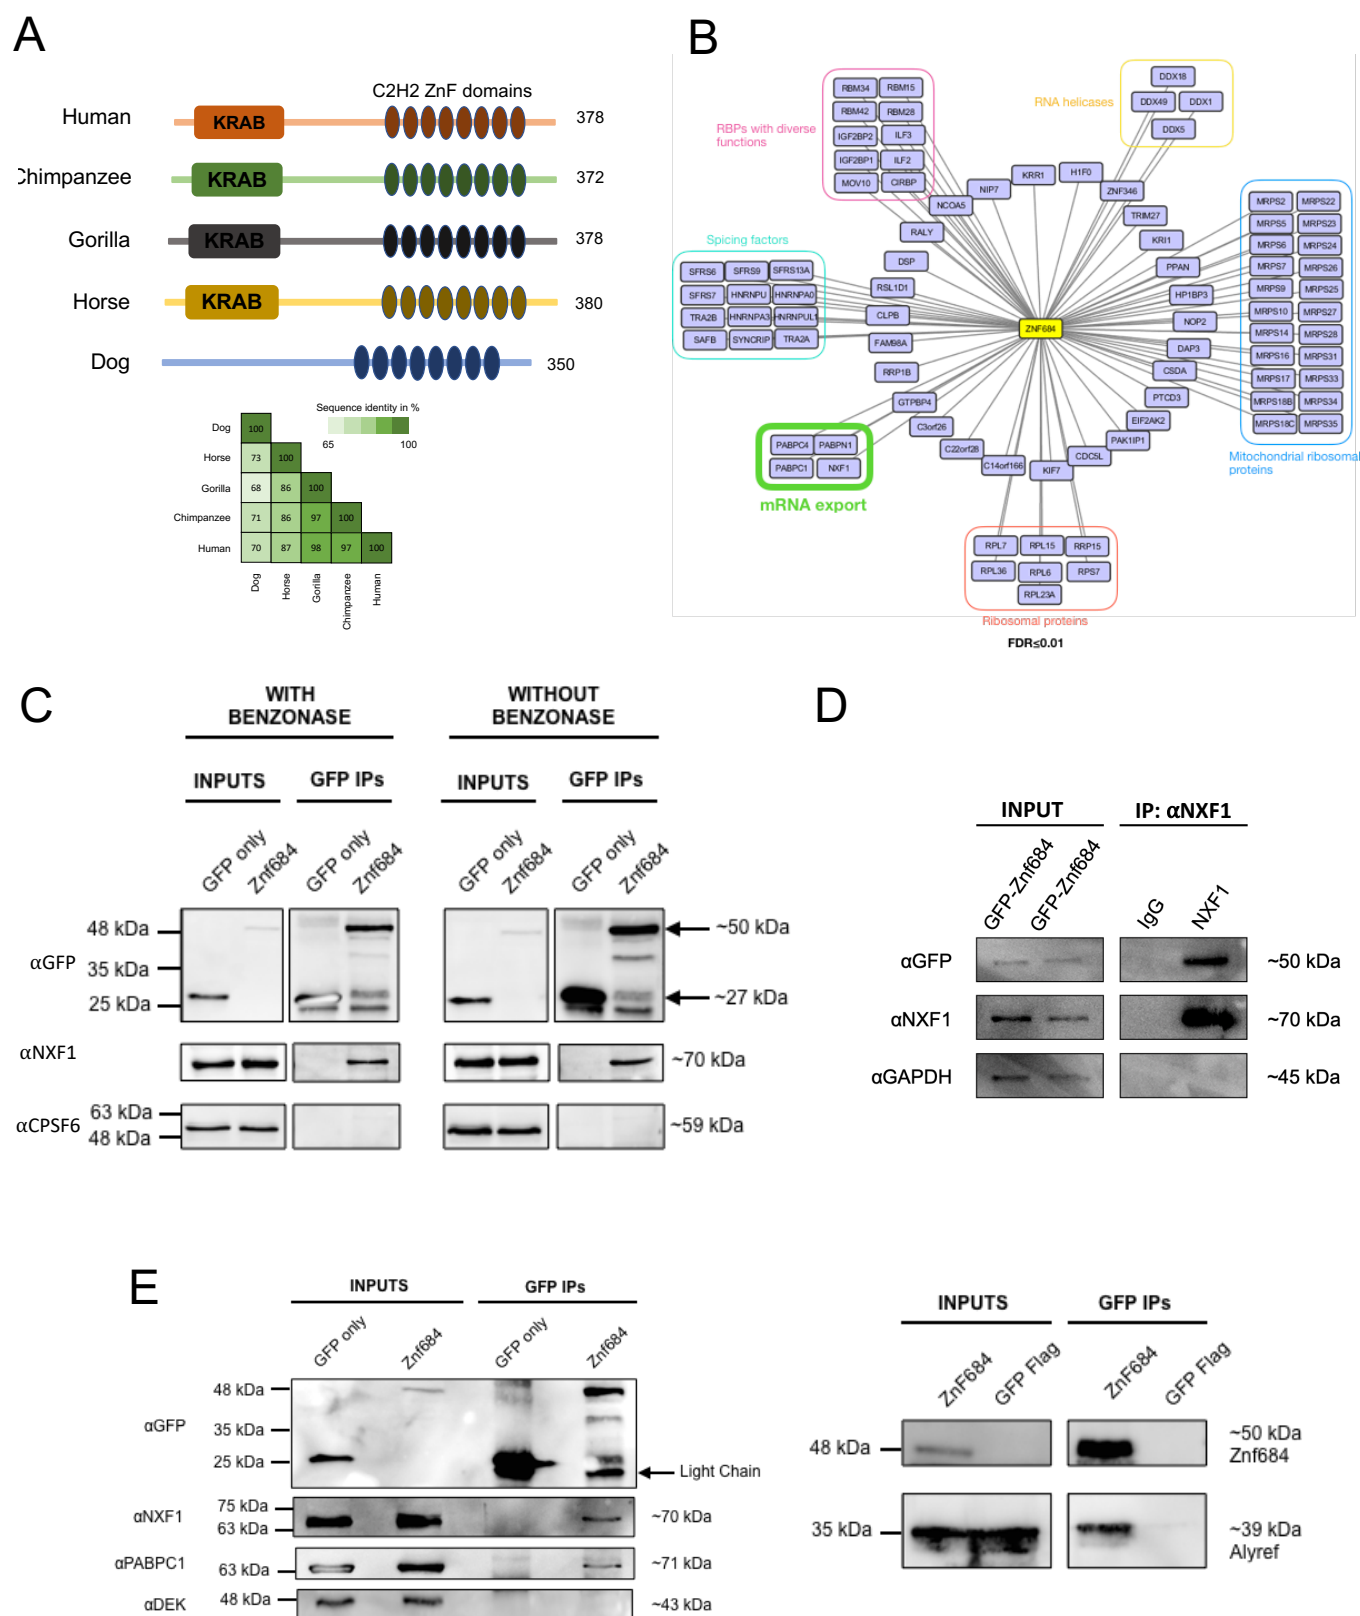 A
C2H2 ZnF domains
Human
KRAB
378
Chimpanzee
KRAB
372
Gorilla
KRAB
378
Horse
KRAB
380
Dog
350
Sequence identity in %
65
100
Dog
100
Horse
73
100
Gorilla
68
86
100
Chimpanzee
71
86
97
100
Human
70
87
98
97
100
Dog
Horse
Gorilla
Chimpanzee
Human
B
RBPs with diverse
functions
RBM34
RBM15
RBM42
RBM28
IGF2BP2
ILF3
IGF2BP1
ILF2
MOV10
CIRBP
RNA helicases
DDX18
DDX49
DDX1
DDX5
Spicing factors
SFRS6
SFRS9
SFRS13A
SFRS7
HNRNPU
HNRNPA0
TRA2B
HNRNPA3
HNRNPUL1
SAFB
SYNCRIP
TRA2A
NCOA5
NIP7
KRR1
H1F0
ZNF346
TRIM27
KRI1
PPAN
HP1BP3
NOP2
DAP3
CSDA
PTCD3
EIF2AK2
PAK1IP1
CDC5L
KIF7
C14orf166
C22orf28
C3orf26
GTPBP4
RRP1B
FAM98A
CLPB
RSL1D1
DSP
RALY
ZNF684
MRPS2
MRPS22
MRPS5
MRPS23
MRPS6
MRPS24
MRPS7
MRPS26
MRPS9
MRPS25
MRPS10
MRPS27
MRPS14
MRPS28
MRPS16
MRPS31
MRPS17
MRPS33
MRPS18B
MRPS34
MRPS18C
MRPS35
Mitochondrial ribosomal
proteins
PABPC4
PABPN1
PABPC1
NXF1
mRNA export
RPL7
RPL15
RRP15
RPL36
RPL6
RPS7
RPL23A
Ribosomal proteins
FDR≤0.01
C
WITH
BENZONASE
WITHOUT
BENZONASE
INPUTS
GFP IPs
INPUTS
GFP IPs
GFP only
Znf684
GFP only
Znf684
GFP only
Znf684
GFP only
Znf684
αGFP
48 kDa
35 kDa
25 kDa
~50 kDa
~27 kDa
αNXF1
~70 kDa
αCPSF6
63 kDa
48 kDa
~59 kDa
D
INPUT
IP: αNXF1
GFP-Znf684
GFP-Znf684
IgG
NXF1
αGFP
~50 kDa
αNXF1
~70 kDa
αGAPDH
~45 kDa
E
INPUTS
GFP IPs
GFP only
Znf684
GFP only
Znf684
αGFP
48 kDa
35 kDa
25 kDa
Light Chain
αNXF1
75 kDa
63 kDa
~70 kDa
αPABPC1
63 kDa
~71 kDa
αDEK
48 kDa
~43 kDa
INPUTS
GFP IPs
ZnF684
GFP Flag
ZnF684
GFP Flag
48 kDa
~50 kDa
Znf684
35 kDa
~39 kDa
Alyref